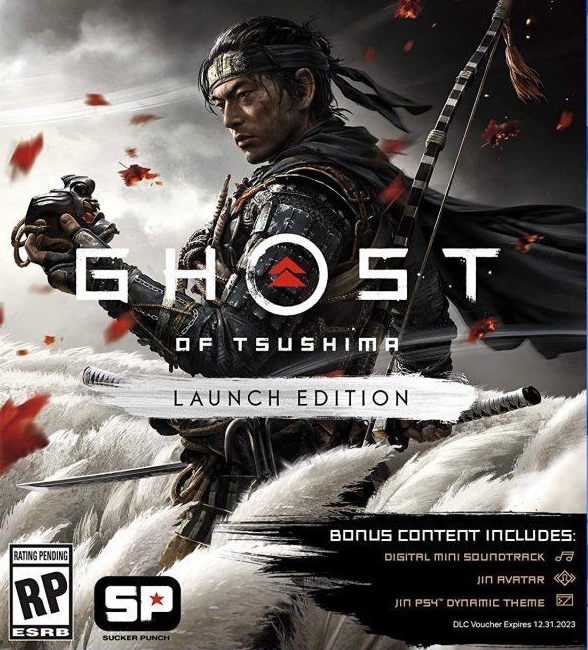 GHOST
OF TSUSHIMA
LAUNCH EDITION
BONUS CONTENT INCLUDES:
DIGITAL MINI SOUNDTRACK
JIN AVATAR
JIN PS4™ DYNAMIC THEME
DLC Voucher Expires 12.31.2023
RATING PENDING
RP
ESRB
SP
SUCKER PUNCH